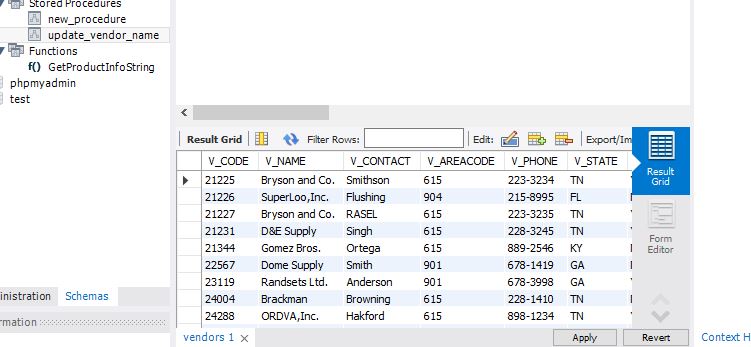 Stored Procedures
new_procedure
update_vendor_name
Functions
f() GetProductInfoString
phpmyadmin
test
Result Grid Filter Rows: Edit: Export/Im
V_CODE V_NAME V_CONTACT V_AREACODE V_PHONE V_STATE
21225 Bryson and Co. Smithson 615 223-3234 TN
21226 SuperLoo,Inc. Flushing 904 215-8995 FL
21227 Bryson and Co. RASEL 615 223-3235 TN
21231 D&E Supply Singh 615 228-3245 TN
21344 Gomez Bros. Ortega 615 889-2546 KY
22567 Dome Supply Smith 901 678-1419 GA
23119 Randsets Ltd. Anderson 901 678-3998 GA
24004 Brackman Browning 615 228-1410 TN
24288 ORDVA,Inc. Hakford 615 898-1234 TN
Result
Grid
Form
Editor
ninistration Schemas
rmation
vendors 1 Apply Revert
Context H